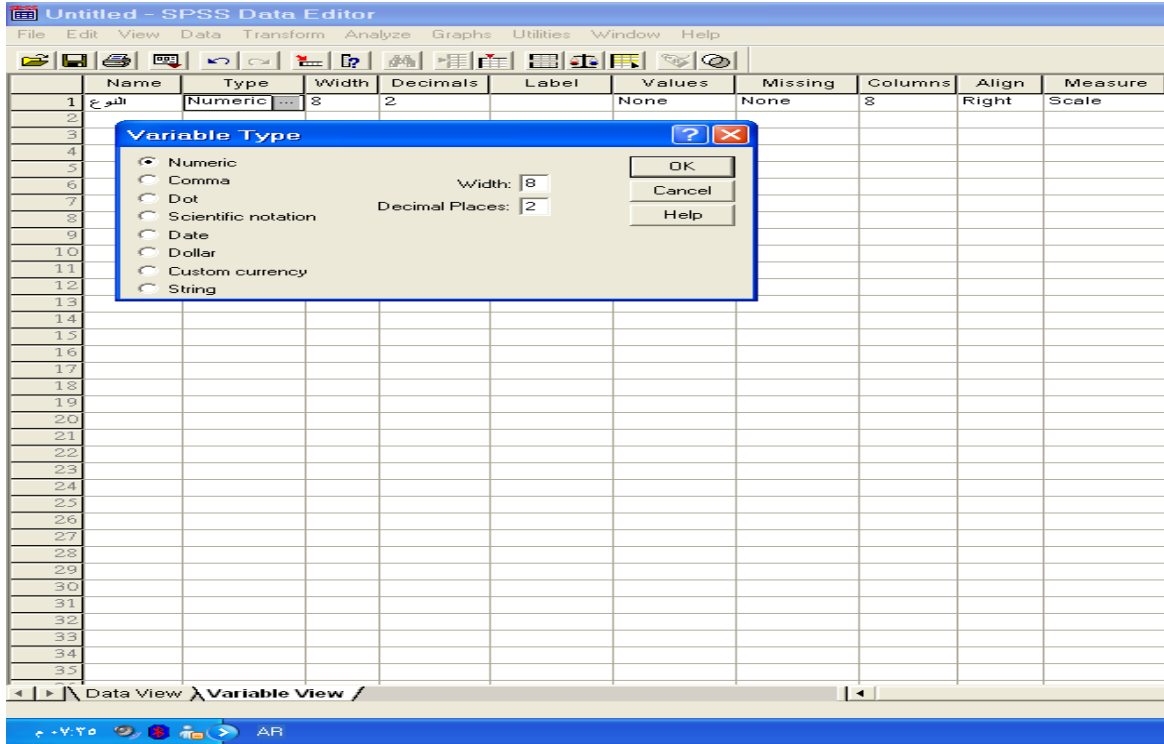 Untitled - SPSS Data Editor
File Edit View Data Transform Analyze Graphs Utilities Window Help
Name Type Width Decimals Label Values Missing Columns Align Measure
1 النوع Numeric ... 8 2 None None 8 Right Scale
2
3
4
5
6
7
8
9
10
11
12
13
14
15
16
17
18
19
20
21
22
23
24
25
26
27
28
29
30
31
32
33
34
35
Variable Type
Numeric
Comma
Dot
Scientific notation
Date
Dollar
Custom currency
String
Width: 8
Decimal Places: 2
OK
Cancel
Help
Data View Variable View
٠٧:٢٥ م AR